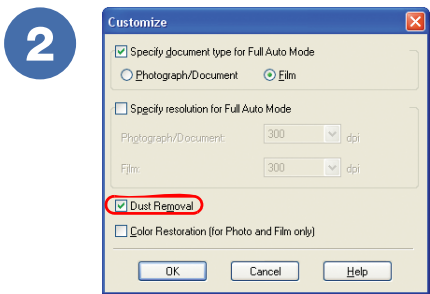 2
Customize
Specify document type for Full Auto Mode
Photograph/Document Film
Specify resolution for Full Auto Mode
Photograph/Document: 300 dpi
Film: 300 dpi
Dust Removal
Color Restoration (for Photo and Film only)
OK Cancel Help